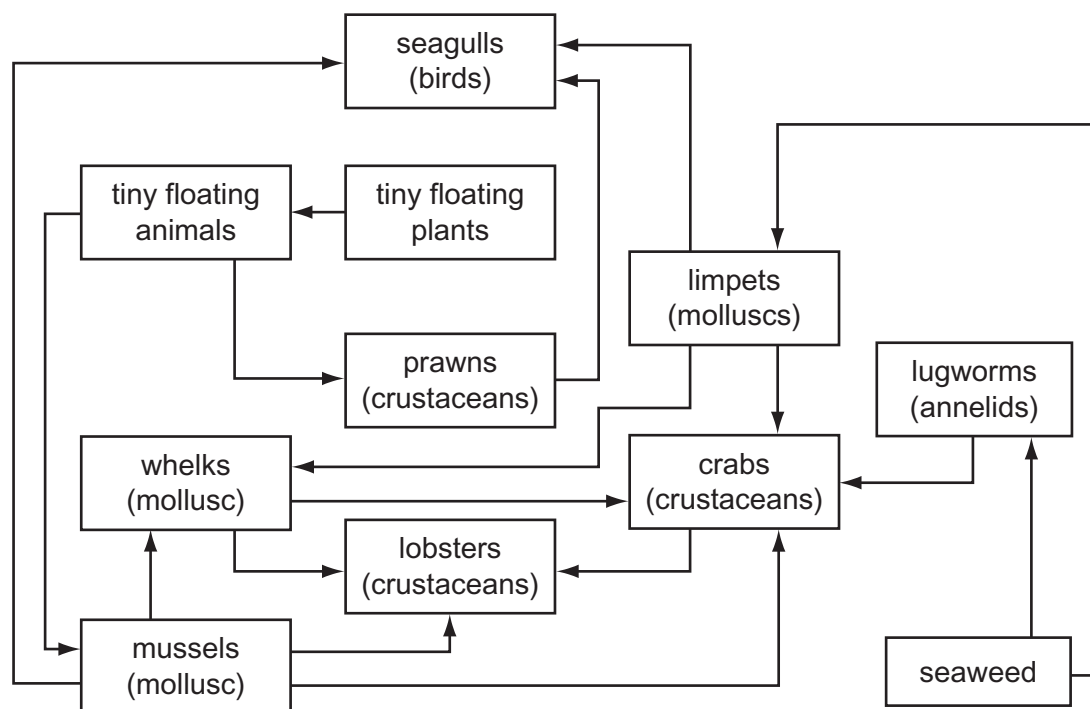 seagulls
(birds)
tiny floating
animals
tiny floating
plants
limpets
(molluscs)
prawns
(crustaceans)
lugworms
(annelids)
whelks
(mollusc)
crabs
(crustaceans)
lobsters
(crustaceans)
mussels
(mollusc)
seaweed